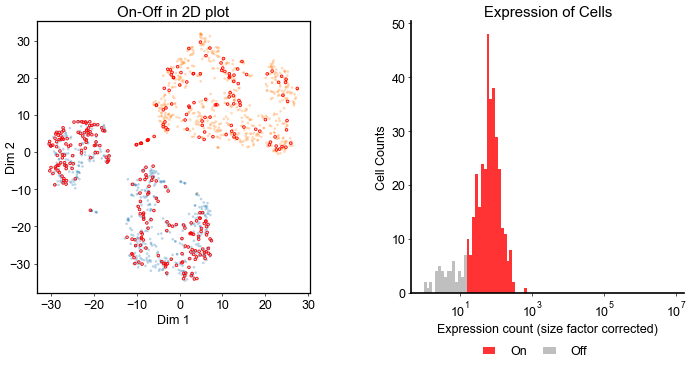 On-Off in 2D plot
30
20
10
0
−10
−20
−30
Dim 2
−30 −20 −10 0 10 20 30
Dim 1
Expression of Cells
50
40
30
20
10
0
Cell Counts
10^1 10^3 10^5 10^7
Expression count (size factor corrected)
On Off